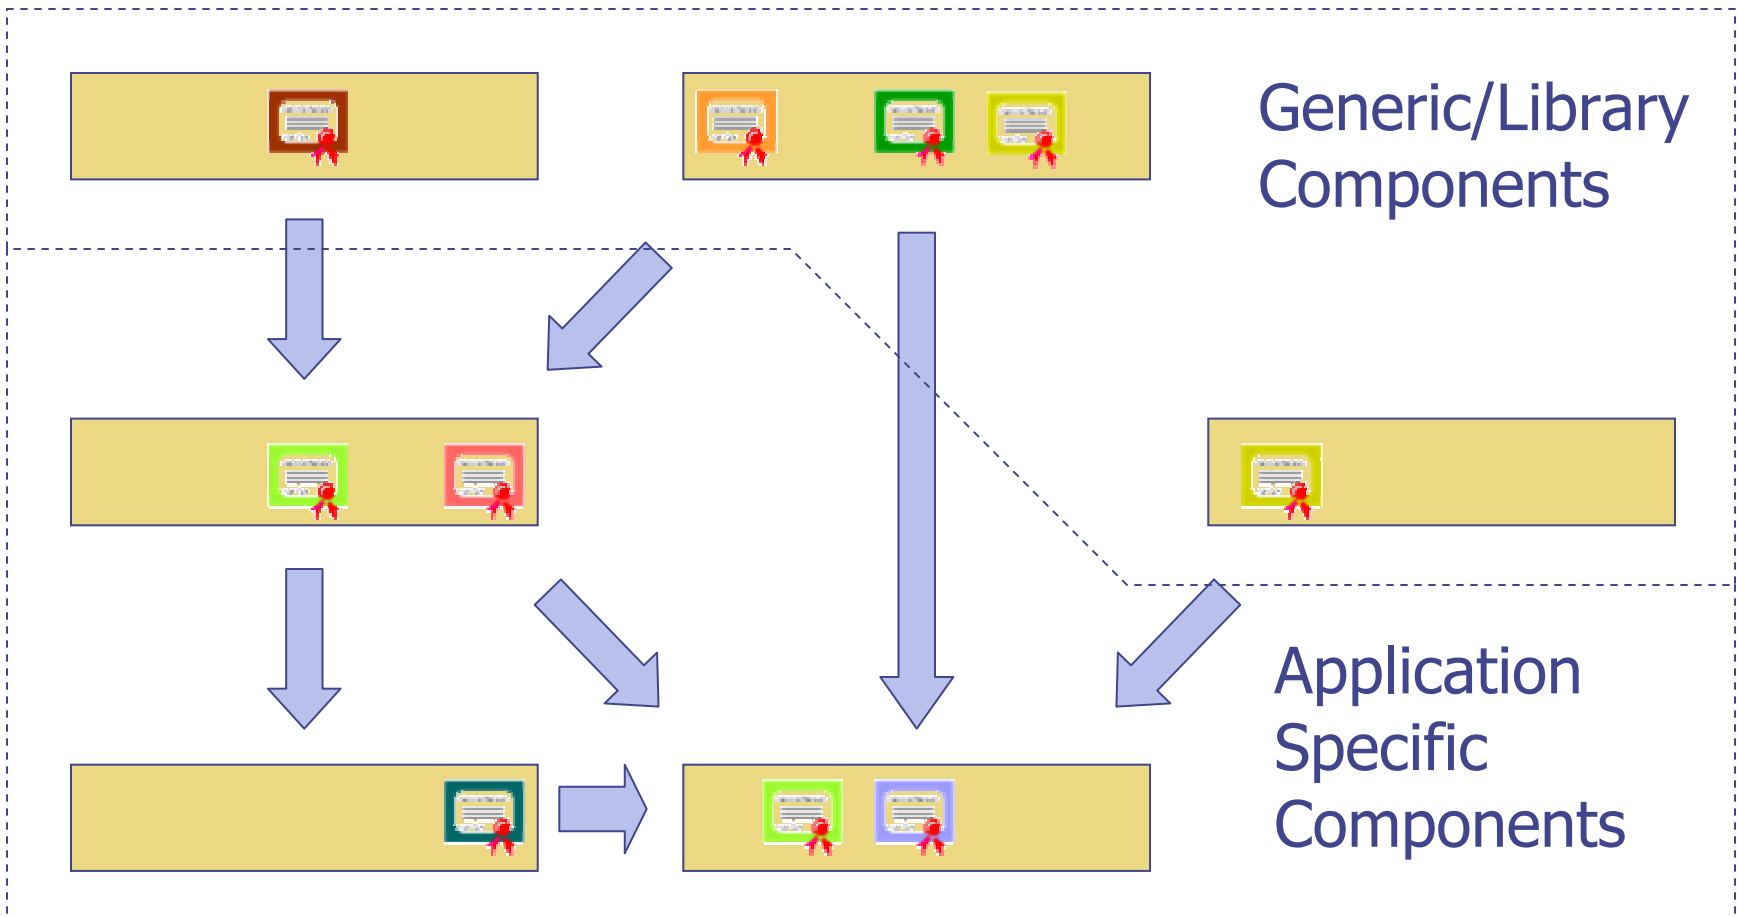 Generic/Library
Components
Application
Specific
Components